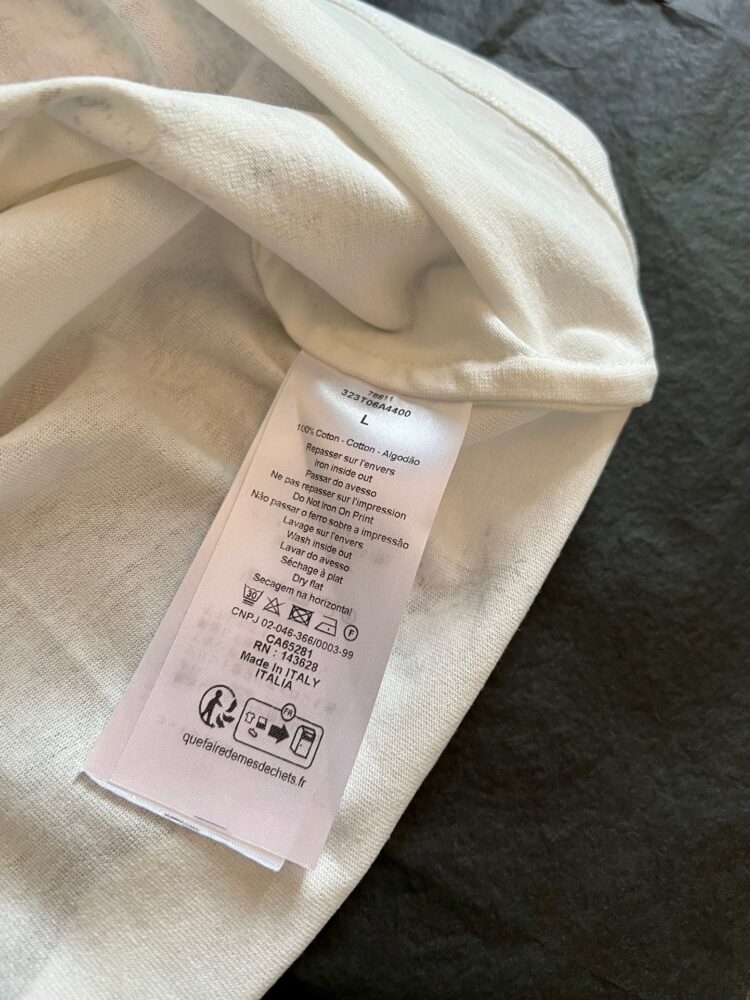 78611
323T06A4400
L
100% Coton - Cotton - Algodão
Repasser sur l'envers
Iron inside out
Passar do avesso
Ne pas repasser sur l'impression
Do Not Iron On Print
Não passar o ferro sobre a impressão
Lavage sur l'envers
Wash inside out
Lavar do avesso
Séchage à plat
Dry flat
Secagem na horizontal
30 F
CNPJ 02-046-366/0003-99
CA65281
RN : 143628
Made In ITALY
ITALIA
FR
quefairedemesdechets.fr